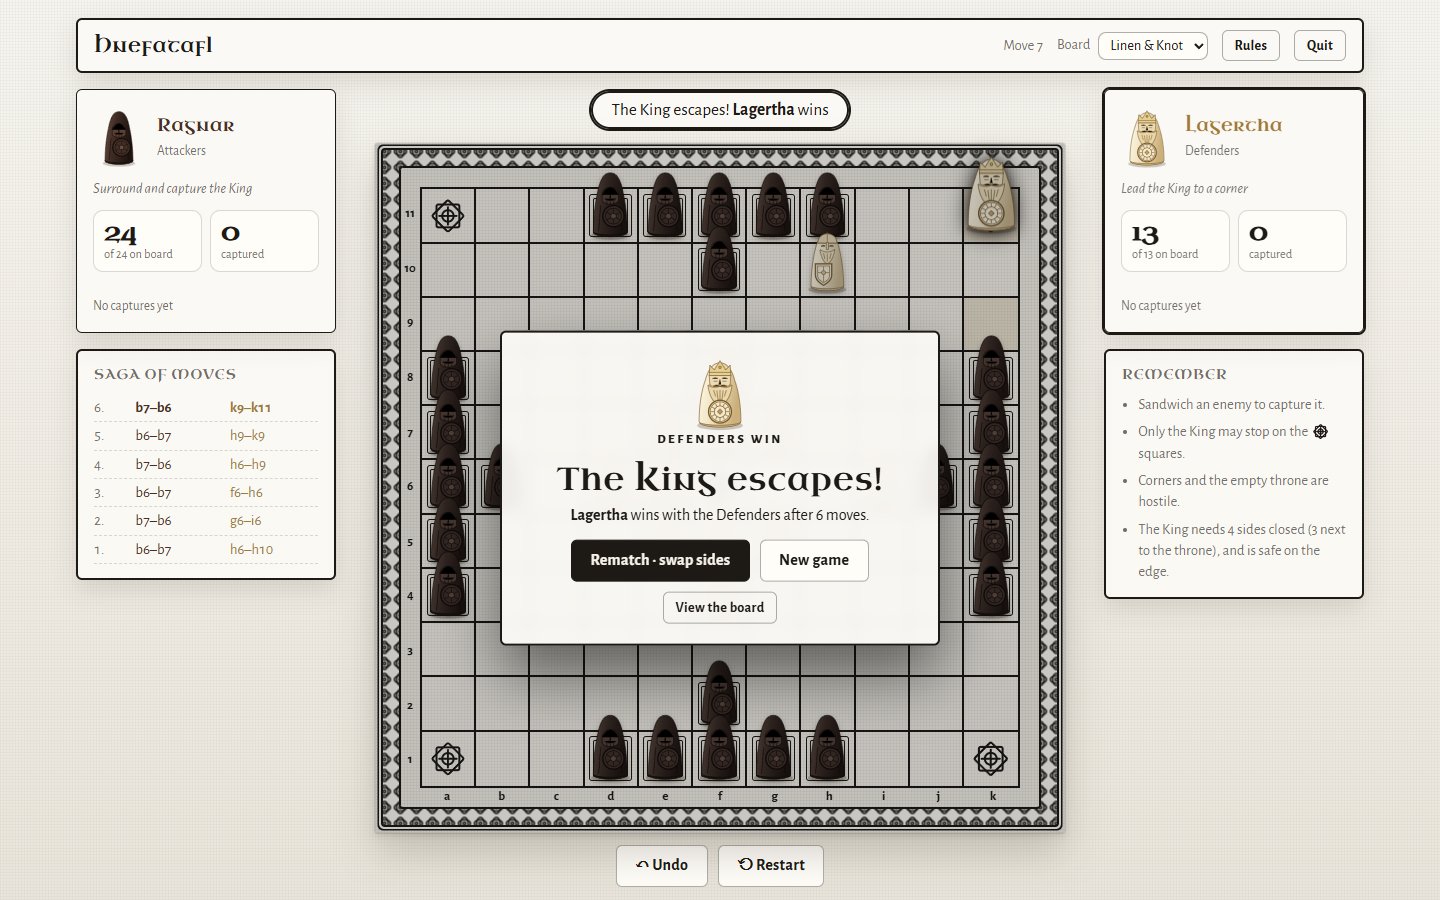 Hnefatafl
Move 7 Board Linen & Knot Rules Quit
Ragnar
Attackers
Surround and capture the King
24
of 24 on board
0
captured
No captures yet
SAGA OF MOVES
6. b7–b6 k9–k11
5. b6–b7 h9–k9
4. b7–b6 h6–h9
3. b6–b7 f6–h6
2. b7–b6 g6–i6
1. b6–b7 h6–h10
The King escapes! Lagertha wins
11
10
9
8
7
6
5
4
3
2
1
a b c d e f g h i j k
DEFENDERS WIN
The King escapes!
Lagertha wins with the Defenders after 6 moves.
Rematch · swap sides New game
View the board
Undo Restart
Lagertha
Defenders
Lead the King to a corner
13
of 13 on board
0
captured
No captures yet
REMEMBER
• Sandwich an enemy to capture it.
• Only the King may stop on the
squares.
• Corners and the empty throne are
hostile.
• The King needs 4 sides closed (3 next
to the throne), and is safe on the
edge.